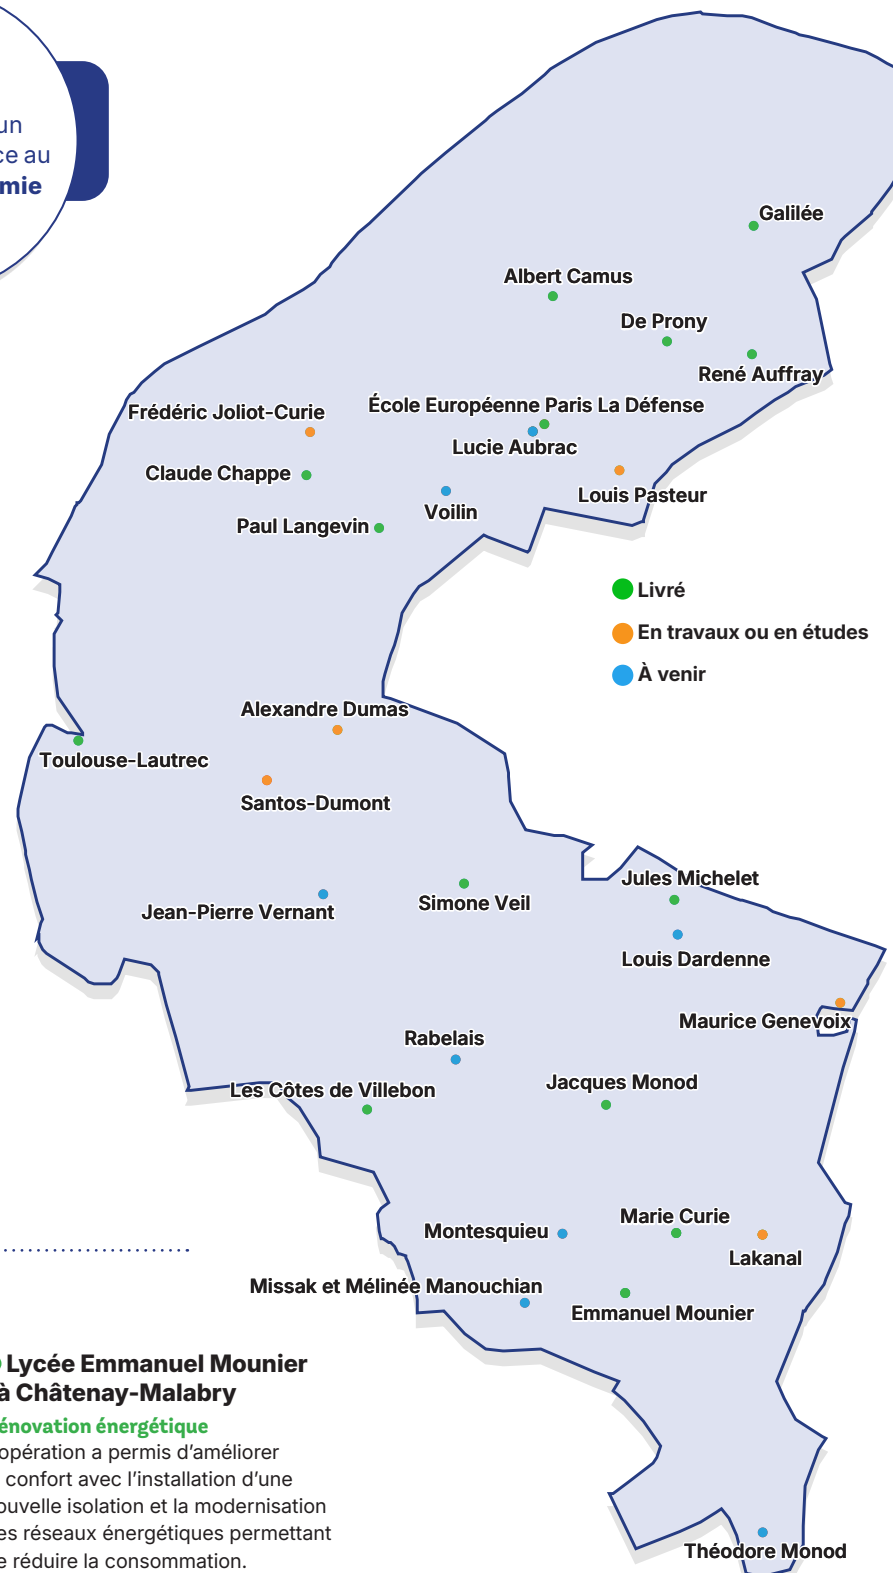 un
ce au
mie
Galilée
Albert Camus
De Prony
René Auffray
École Européenne Paris La Défense
Frédéric Joliot-Curie
Lucie Aubrac
Claude Chappe
Louis Pasteur
Voilin
Paul Langevin
Livré
En travaux ou en études
À venir
Alexandre Dumas
Toulouse-Lautrec
Santos-Dumont
Jules Michelet
Simone Veil
Jean-Pierre Vernant
Louis Dardenne
Maurice Genevoix
Rabelais
Jacques Monod
Les Côtes de Villebon
Marie Curie
Montesquieu
Lakanal
Missak et Mélinée Manouchian
Emmanuel Mounier
Lycée Emmanuel Mounier
à Châtenay-Malabry
énovation énergétique
opération a permis d’améliorer
confort avec l’installation d’une
ouvelle isolation et la modernisation
es réseaux énergétiques permettant
e réduire la consommation.
Théodore Monod